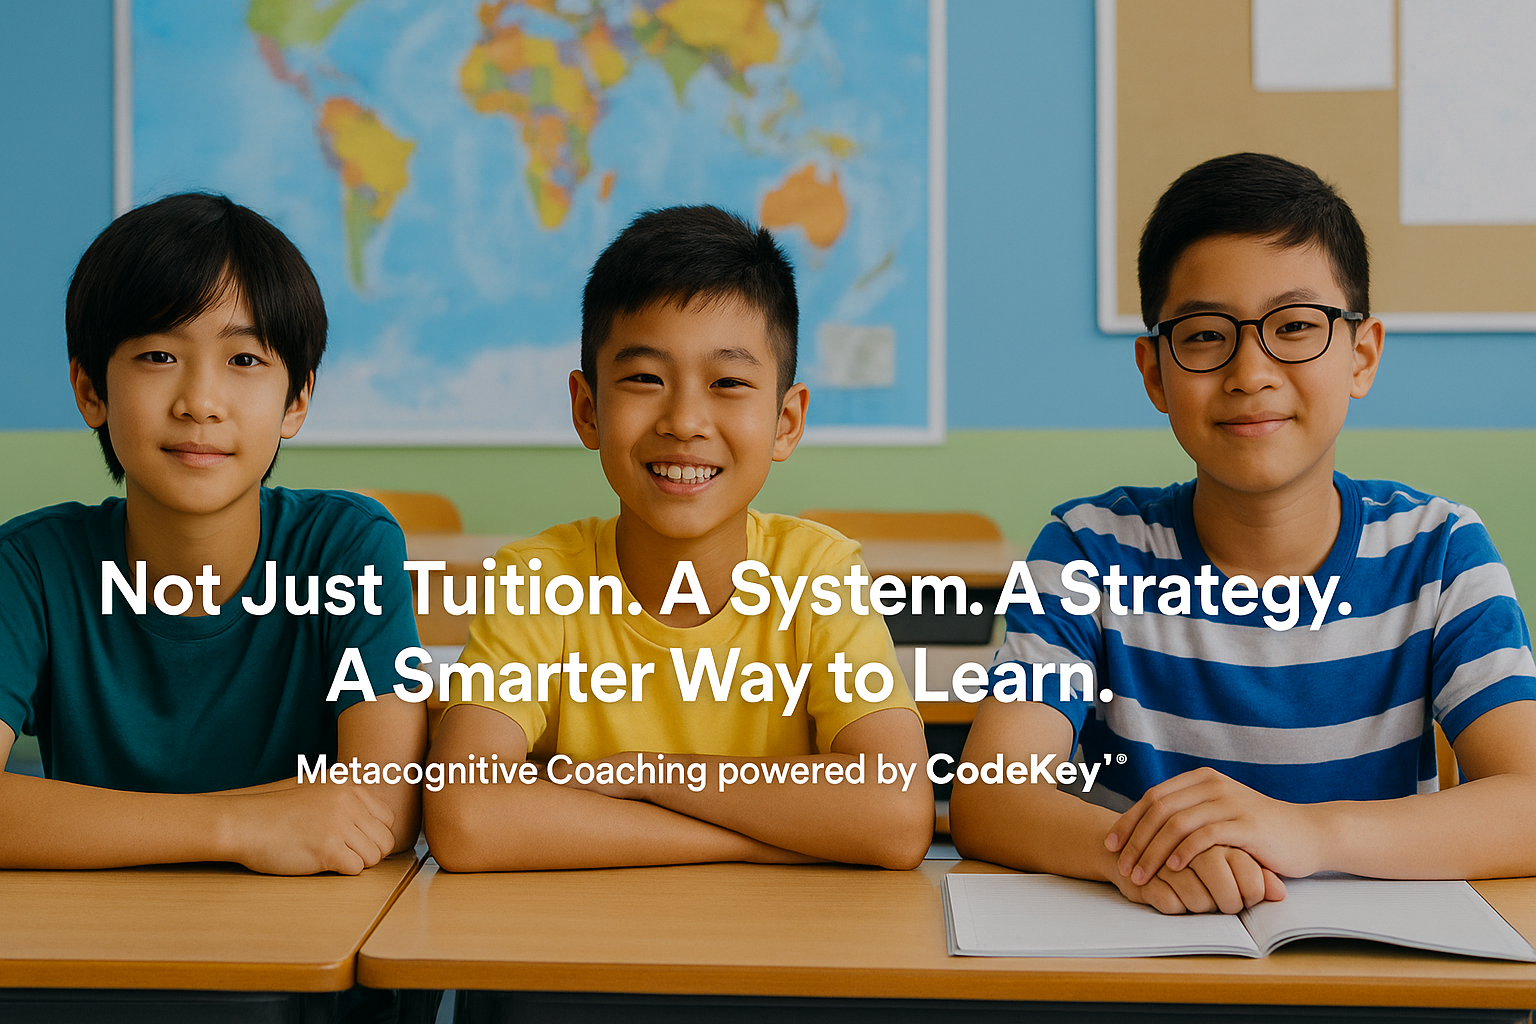 Not Just Tuition. A System. A Strategy.
A Smarter Way to Learn.
Metacognitive Coaching powered by CodeKey’®